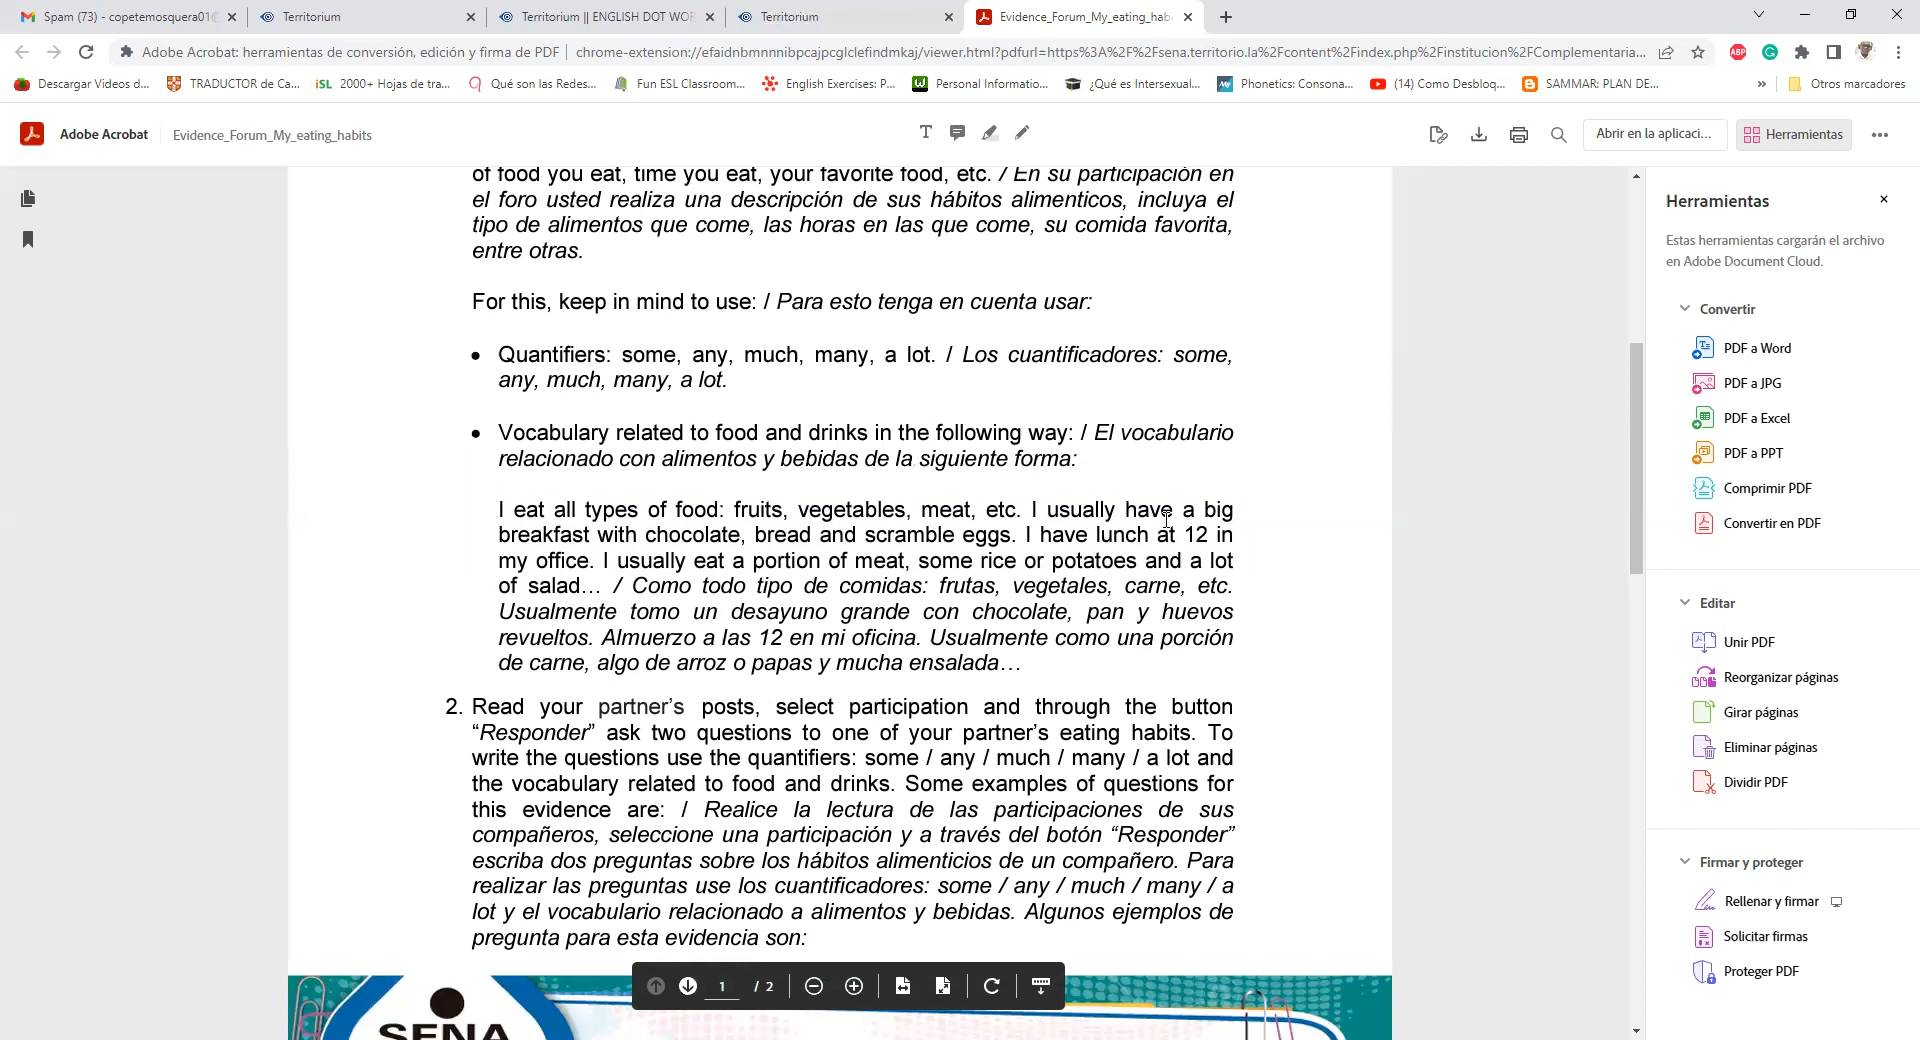 Spam (73) - copetemosquera01@
Territorium
Territorium || ENGLISH DOT WOR
Territorium
Evidence_Forum_My_eating_hab
Adobe Acrobat: herramientas de conversión, edición y firma de PDF | chrome-extension://efaidnbmnnnibpcajpcglclefindmkaj/viewer.html?pdfurl=https%3A%2F%2Fsena.territorio.la%2Fcontent%2Findex.php%2Finstitucion%2FComplementaria...
ABP
Descargar Videos d...
TRADUCTOR de Ca...
iSL 2000+ Hojas de tra...
Qué son las Redes...
Fun ESL Classroom...
English Exercises: P...
Personal Informatio...
¿Qué es Intersexual...
Phonetics: Consona...
(14) Como Desbloq...
SAMMAR: PLAN DE...
»
Otros marcadores
Adobe Acrobat
Evidence_Forum_My_eating_habits
Abrir en la aplicaci...
Herramientas
of food you eat, time you eat, your favorite food, etc. / En su participación en
el foro usted realiza una descripción de sus hábitos alimenticos, incluya el
tipo de alimentos que come, las horas en las que come, su comida favorita,
entre otras.
For this, keep in mind to use: / Para esto tenga en cuenta usar:
• Quantifiers: some, any, much, many, a lot. / Los cuantificadores: some,
any, much, many, a lot.
• Vocabulary related to food and drinks in the following way: / El vocabulario
relacionado con alimentos y bebidas de la siguiente forma:
I eat all types of food: fruits, vegetables, meat, etc. I usually have a big
breakfast with chocolate, bread and scramble eggs. I have lunch at 12 in
my office. I usually eat a portion of meat, some rice or potatoes and a lot
of salad... / Como todo tipo de comidas: frutas, vegetales, carne, etc.
Usualmente tomo un desayuno grande con chocolate, pan y huevos
revueltos. Almuerzo a las 12 en mi oficina. Usualmente como una porción
de carne, algo de arroz o papas y mucha ensalada...
2. Read your partner's posts, select participation and through the button
"Responder" ask two questions to one of your partner's eating habits. To
write the questions use the quantifiers: some / any / much / many / a lot and
the vocabulary related to food and drinks. Some examples of questions for
this evidence are: / Realice la lectura de las participaciones de sus
compañeros, seleccione una participación y a través del botón "Responder"
escriba dos preguntas sobre los hábitos alimenticios de un compañero. Para
realizar las preguntas use los cuantificadores: some / any / much / many / a
lot y el vocabulario relacionado a alimentos y bebidas. Algunos ejemplos de
pregunta para esta evidencia son:
1 / 2
SENA
Herramientas
Estas herramientas cargarán el archivo
en Adobe Document Cloud.
Convertir
PDF a Word
PDF a JPG
PDF a Excel
PDF a PPT
Comprimir PDF
Convertir en PDF
Editar
Unir PDF
Reorganizar páginas
Girar páginas
Eliminar páginas
Dividir PDF
Firmar y proteger
Rellenar y firmar
Solicitar firmas
Proteger PDF